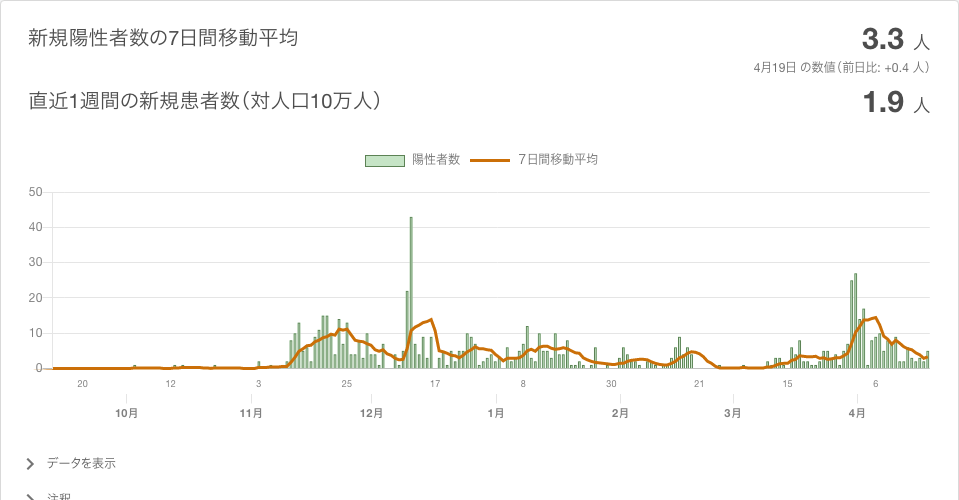 新規陽性者数の7日間移動平均
3.3 人
4月19日 の数値(前日比: +0.4 人)
直近1週間の新規患者数(対人口10万人)
1.9 人
陽性者数 7日間移動平均
50
40
30
20
10
0
20 12 3 25 17 8 30 21 15 6
10月 11月 12月 1月 2月 3月 4月
データを表示
注釈